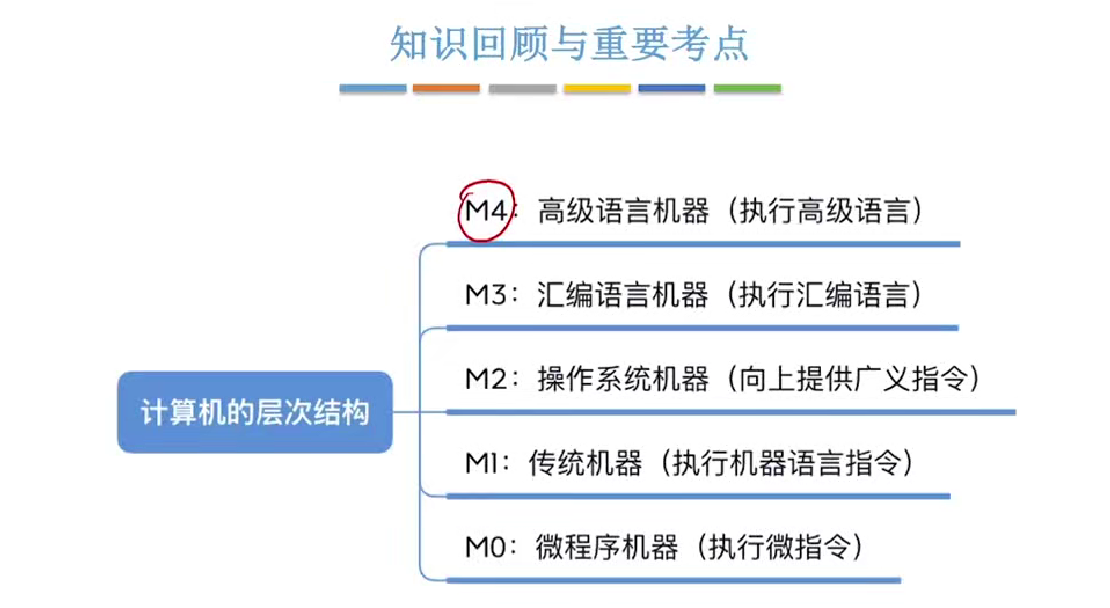 知识回顾与重要考点
M4：高级语言机器（执行高级语言）
M3：汇编语言机器（执行汇编语言）
M2：操作系统机器（向上提供广义指令）
计算机的层次结构
M1：传统机器（执行机器语言指令）
M0：微程序机器（执行微指令）